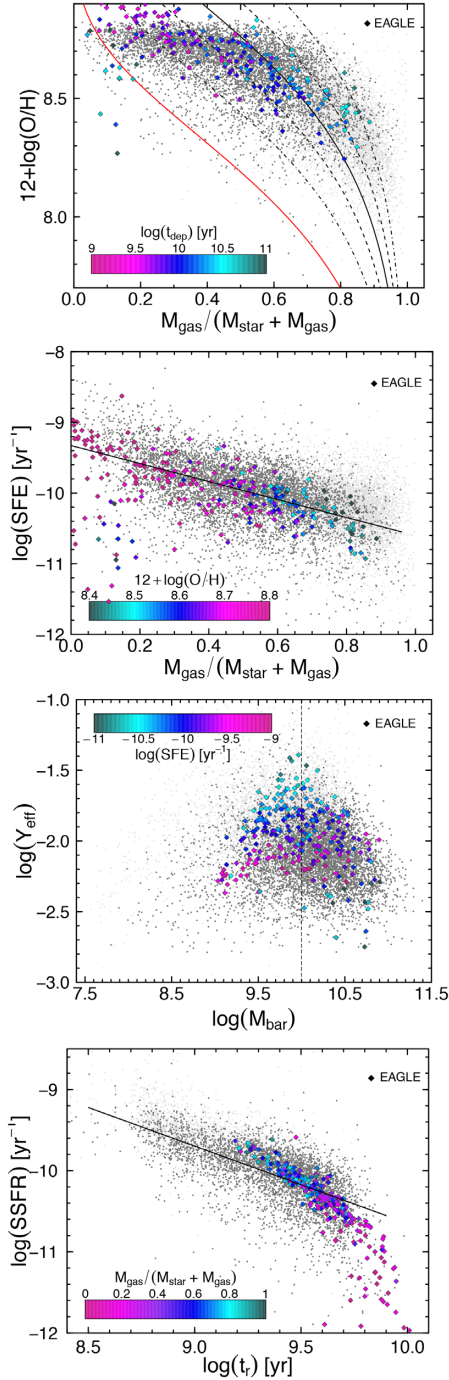 EAGLE
8.5
8.0
12+log(O/H)
log(t_dep) [yr]
9 9.5 10 10.5 11
0.0 0.2 0.4 0.6 0.8 1.0
M_gas/(M_star + M_gas)
−8
−9
−10
−11
−12
log(SFE) [yr⁻¹]
EAGLE
12+log(O/H)
8.4 8.5 8.6 8.7 8.8
0.0 0.2 0.4 0.6 0.8 1.0
M_gas/(M_star + M_gas)
−1.0
−1.5
−2.0
−2.5
−3.0
log(Y_eff)
EAGLE
−11 −10.5 −10 −9.5 −9
log(SFE) [yr⁻¹]
7.5 8.5 9.5 10.5 11.5
log(M_bar)
−9
−10
−11
−12
log(SSFR) [yr⁻¹]
EAGLE
M_gas/(M_star + M_gas)
0 0.2 0.4 0.6 0.8 1
8.5 9.0 9.5 10.0
log(t_r) [yr]